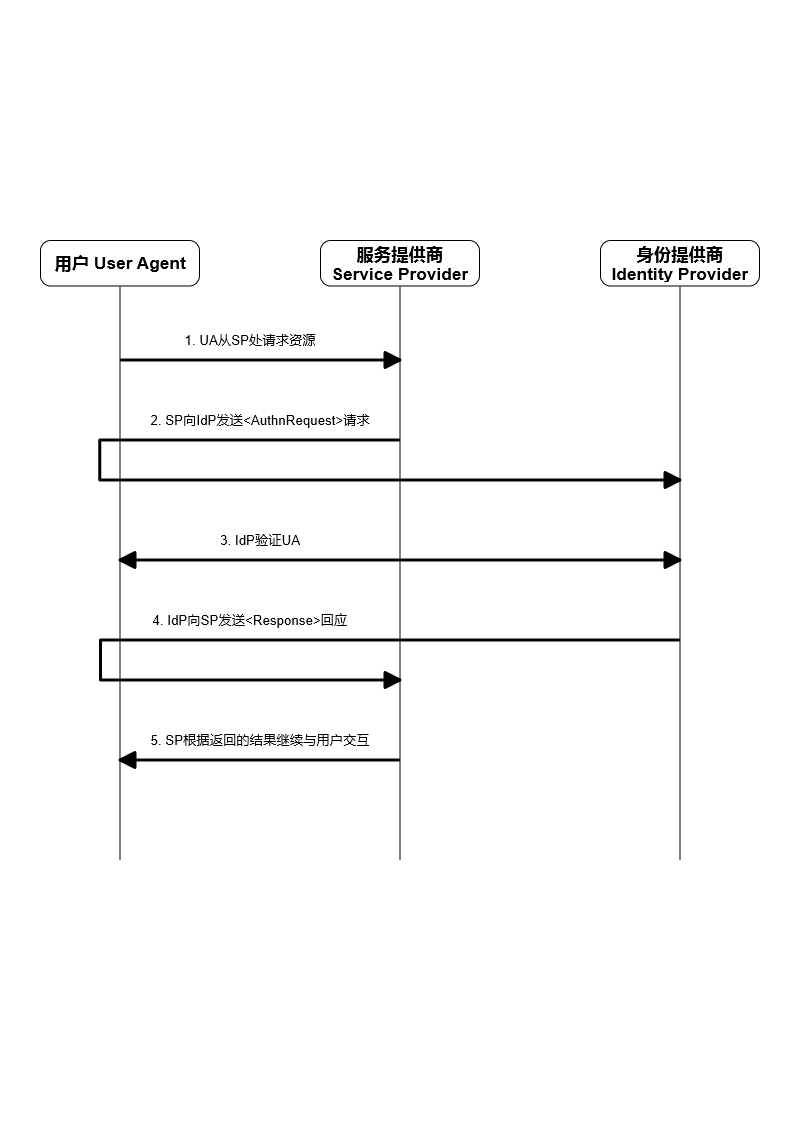 用户 User Agent
服务提供商
Service Provider
身份提供商
Identity Provider
1. UA从SP处请求资源
2. SP向IdP发送<AuthnRequest>请求
3. IdP验证UA
4. IdP向SP发送<Response>回应
5. SP根据返回的结果继续与用户交互